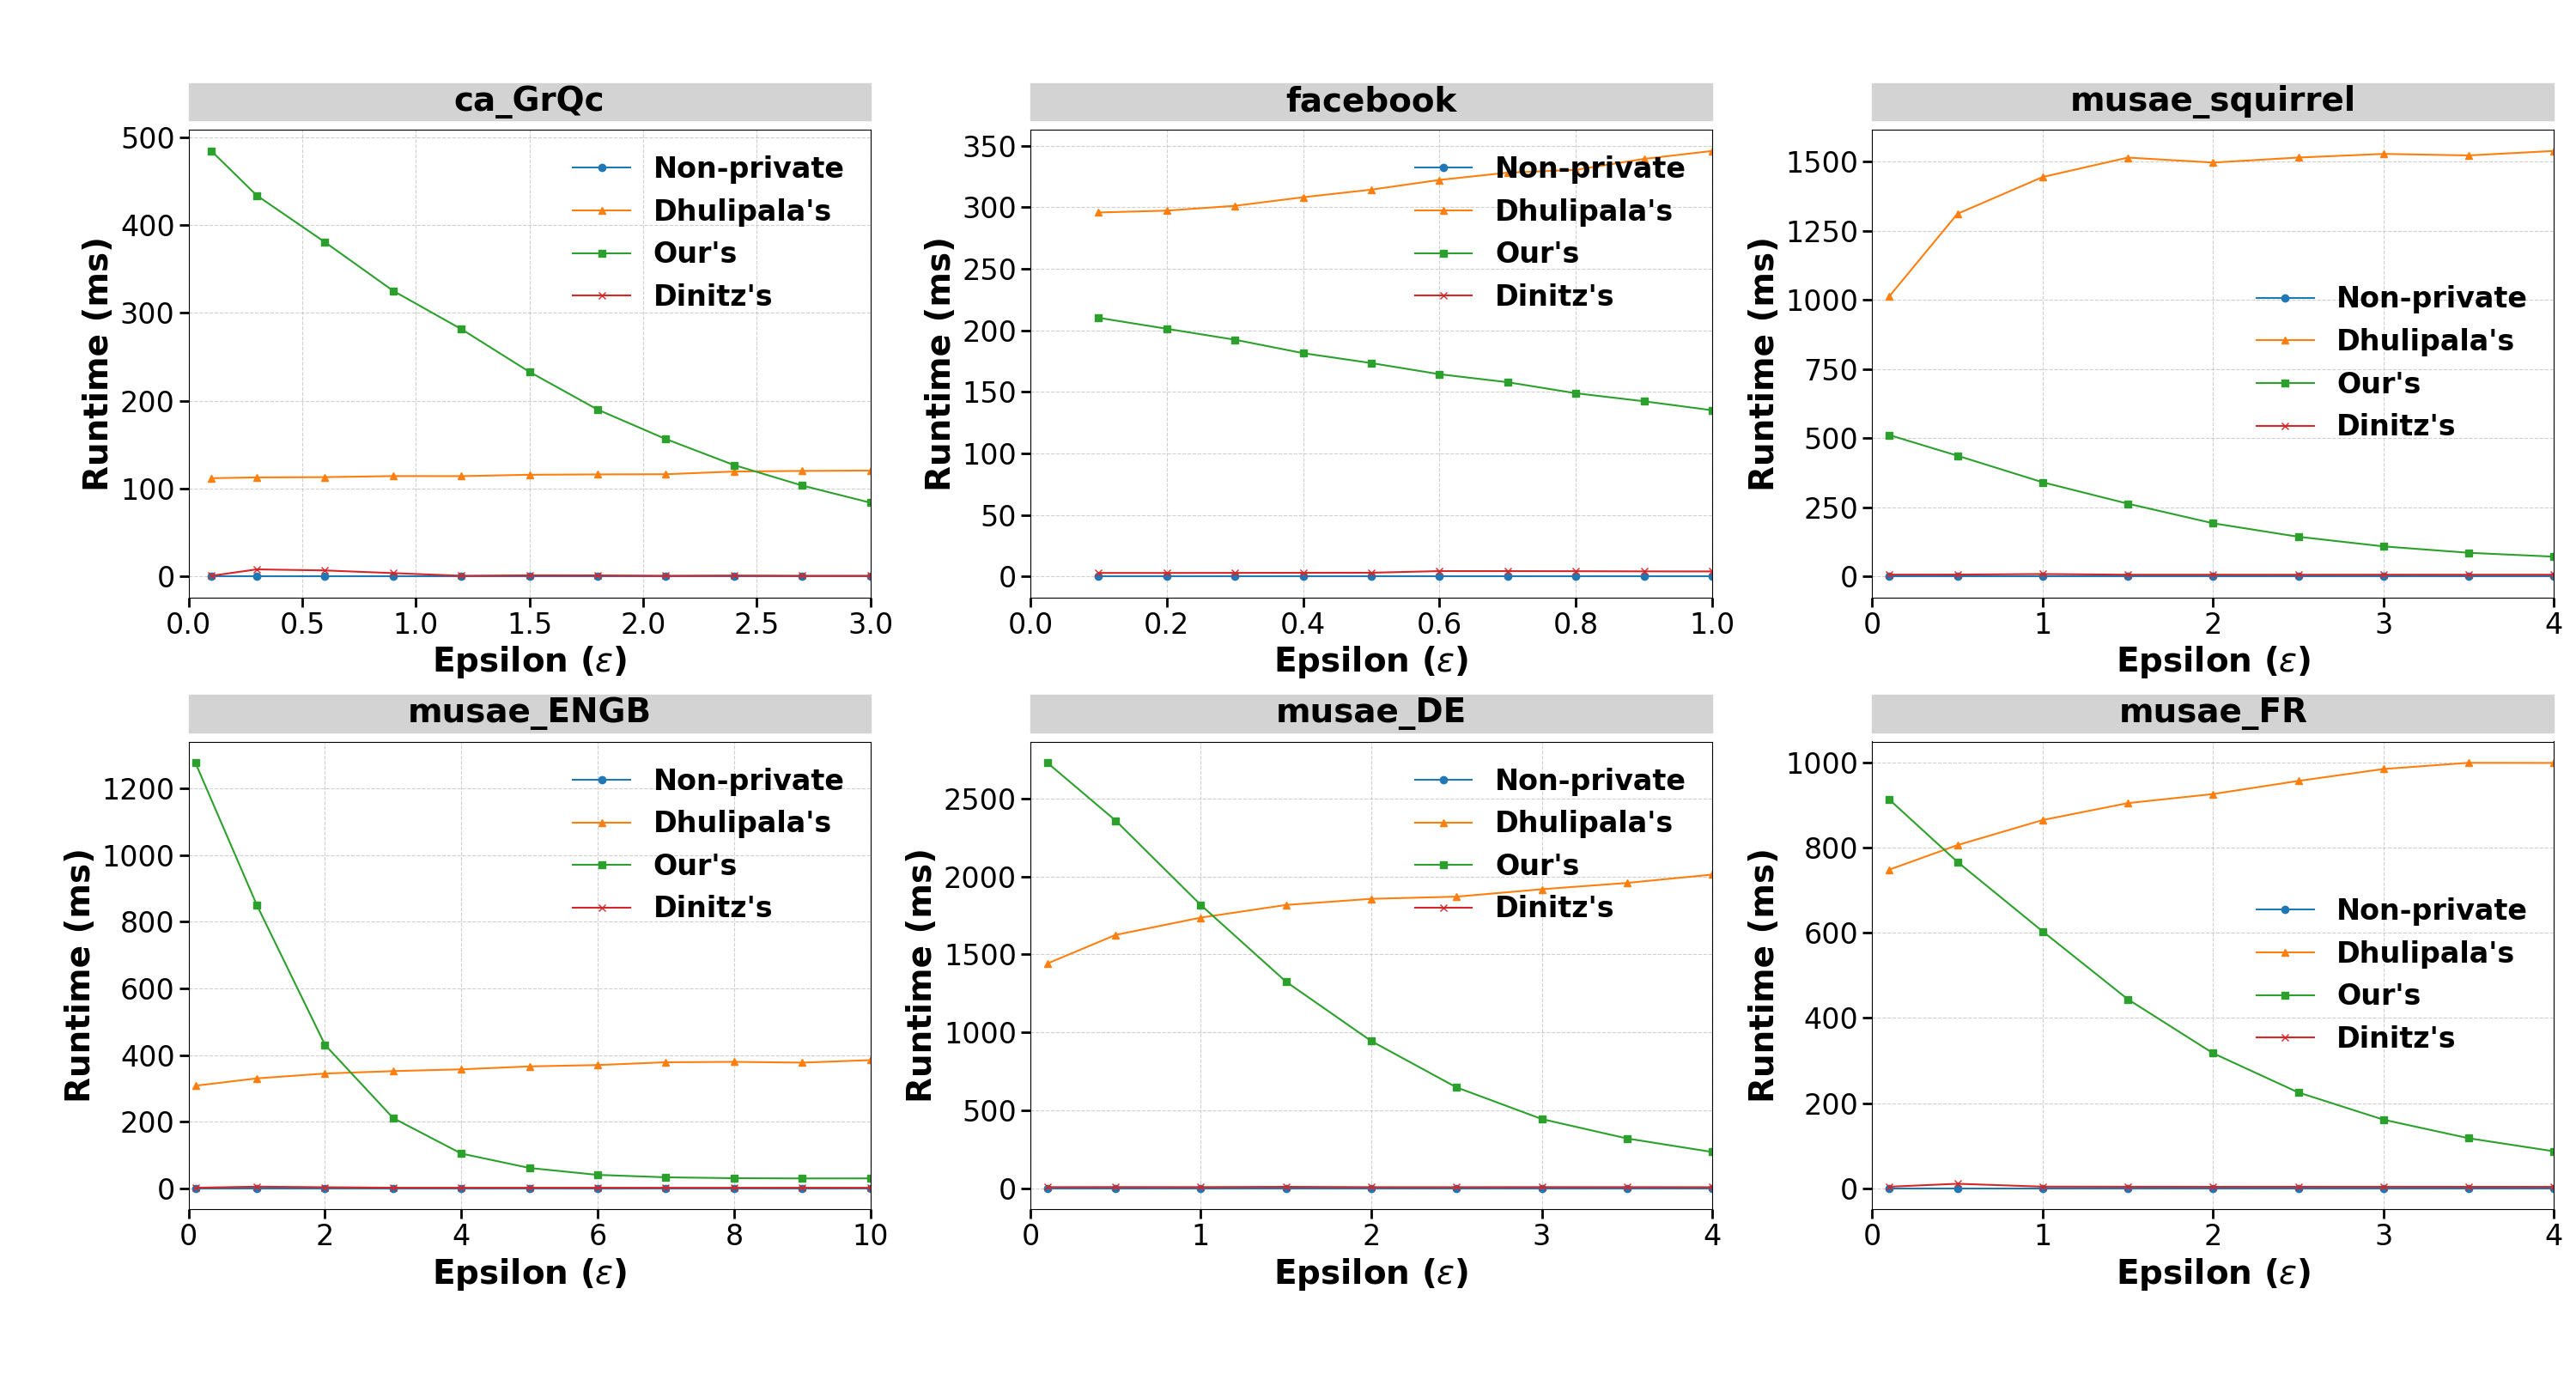 ca_GrQc
Runtime (ms)
500
400
300
200
100
0
Non-private
Dhulipala's
Our's
Dinitz's
0.0 0.5 1.0 1.5 2.0 2.5 3.0
Epsilon (ε)
facebook
Runtime (ms)
350
300
250
200
150
100
50
0
Non-private
Dhulipala's
Our's
Dinitz's
0.0 0.2 0.4 0.6 0.8 1.0
Epsilon (ε)
musae_squirrel
Runtime (ms)
1500
1250
1000
750
500
250
0
Non-private
Dhulipala's
Our's
Dinitz's
0 1 2 3 4
Epsilon (ε)
musae_ENGB
Runtime (ms)
1200
1000
800
600
400
200
0
Non-private
Dhulipala's
Our's
Dinitz's
0 2 4 6 8 10
Epsilon (ε)
musae_DE
Runtime (ms)
2500
2000
1500
1000
500
0
Non-private
Dhulipala's
Our's
Dinitz's
0 1 2 3 4
Epsilon (ε)
musae_FR
Runtime (ms)
1000
800
600
400
200
0
Non-private
Dhulipala's
Our's
Dinitz's
0 1 2 3 4
Epsilon (ε)